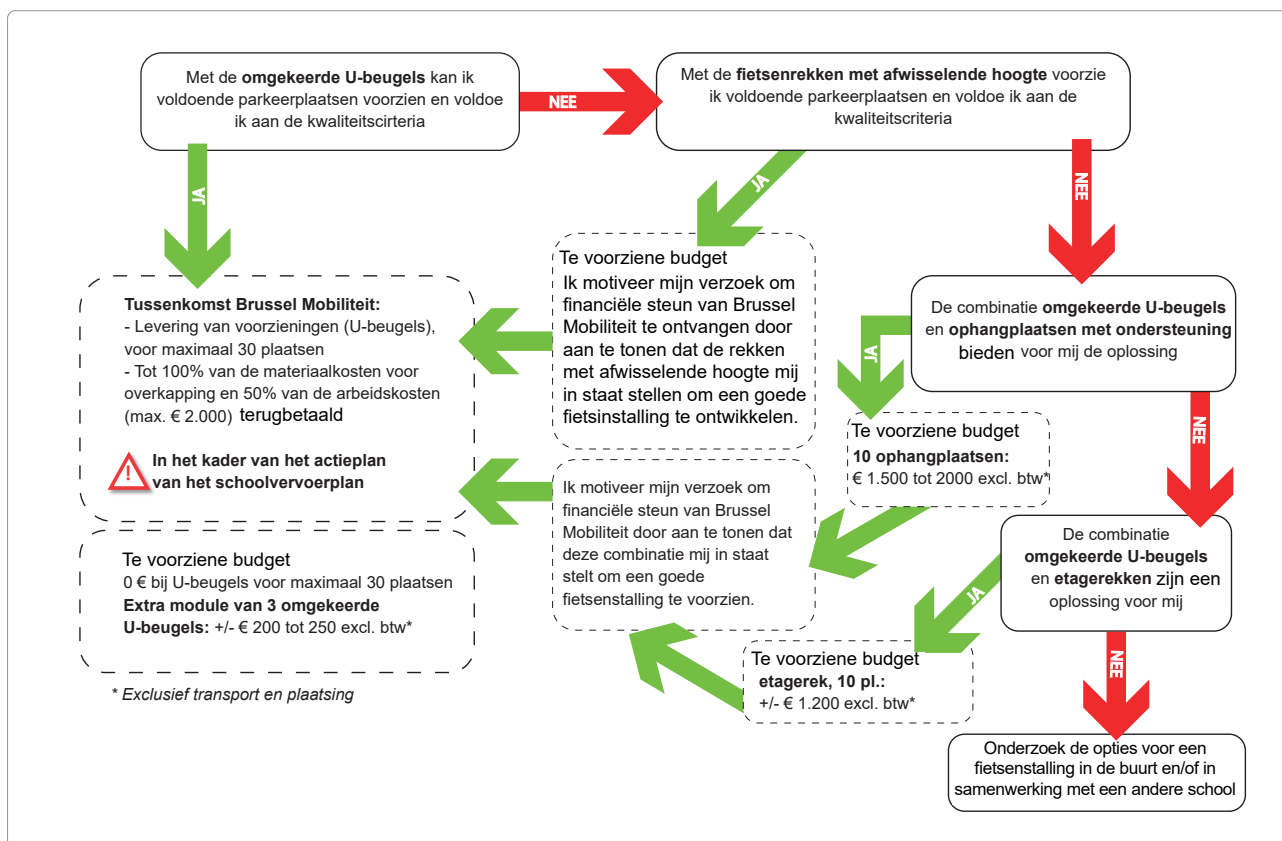 Met de omgekeerde U-beugels kan ik
voldoende parkeerplaatsen voorzien en voldoe
ik aan de kwaliteitscirteria
NEE
Met de fietsenrekken met afwisselende hoogte voorzie
ik voldoende parkeerplaatsen en voldoe ik aan de
kwaliteitscriteria
JA
JA
NEE
Te voorziene budget
Ik motiveer mijn verzoek om
financiële steun van Brussel
Mobiliteit te ontvangen door
aan te tonen dat de rekken
met afwisselende hoogte mij
in staat stellen om een goede
fietsinstalling te ontwikkelen.
Tussenkomst Brussel Mobiliteit:
- Levering van voorzieningen (U-beugels),
voor maximaal 30 plaatsen
- Tot 100% van de materiaalkosten voor
overkapping en 50% van de arbeidskosten
(max. € 2.000) terugbetaald
In het kader van het actieplan
van het schoolvervoerplan
De combinatie omgekeerde U-beugels
en ophangplaatsen met ondersteuning
bieden voor mij de oplossing
JA
NEE
Te voorziene budget
10 ophangplaatsen:
€ 1.500 tot 2000 excl. btw*
Ik motiveer mijn verzoek om
financiële steun van Brussel
Mobiliteit door aan te tonen dat
deze combinatie mij in staat
stelt om een goede
fietsenstalling te voorzien.
De combinatie
omgekeerde U-beugels
en etagerekken zijn een
oplossing voor mij
JA
NEE
Te voorziene budget
0 € bij U-beugels voor maximaal 30 plaatsen
Extra module van 3 omgekeerde
U-beugels: +/- € 200 tot 250 excl. btw*
* Exclusief transport en plaatsing
Te voorziene budget
etagerek, 10 pl.:
+/- € 1.200 excl. btw*
Onderzoek de opties voor een
fietsenstalling in de buurt en/of in
samenwerking met een andere school